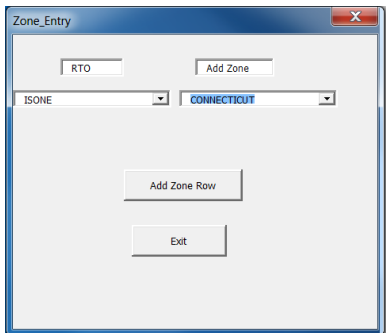 Zone_Entry
RTO Add Zone
ISONE CONNECTICUT
Add Zone Row
Exit